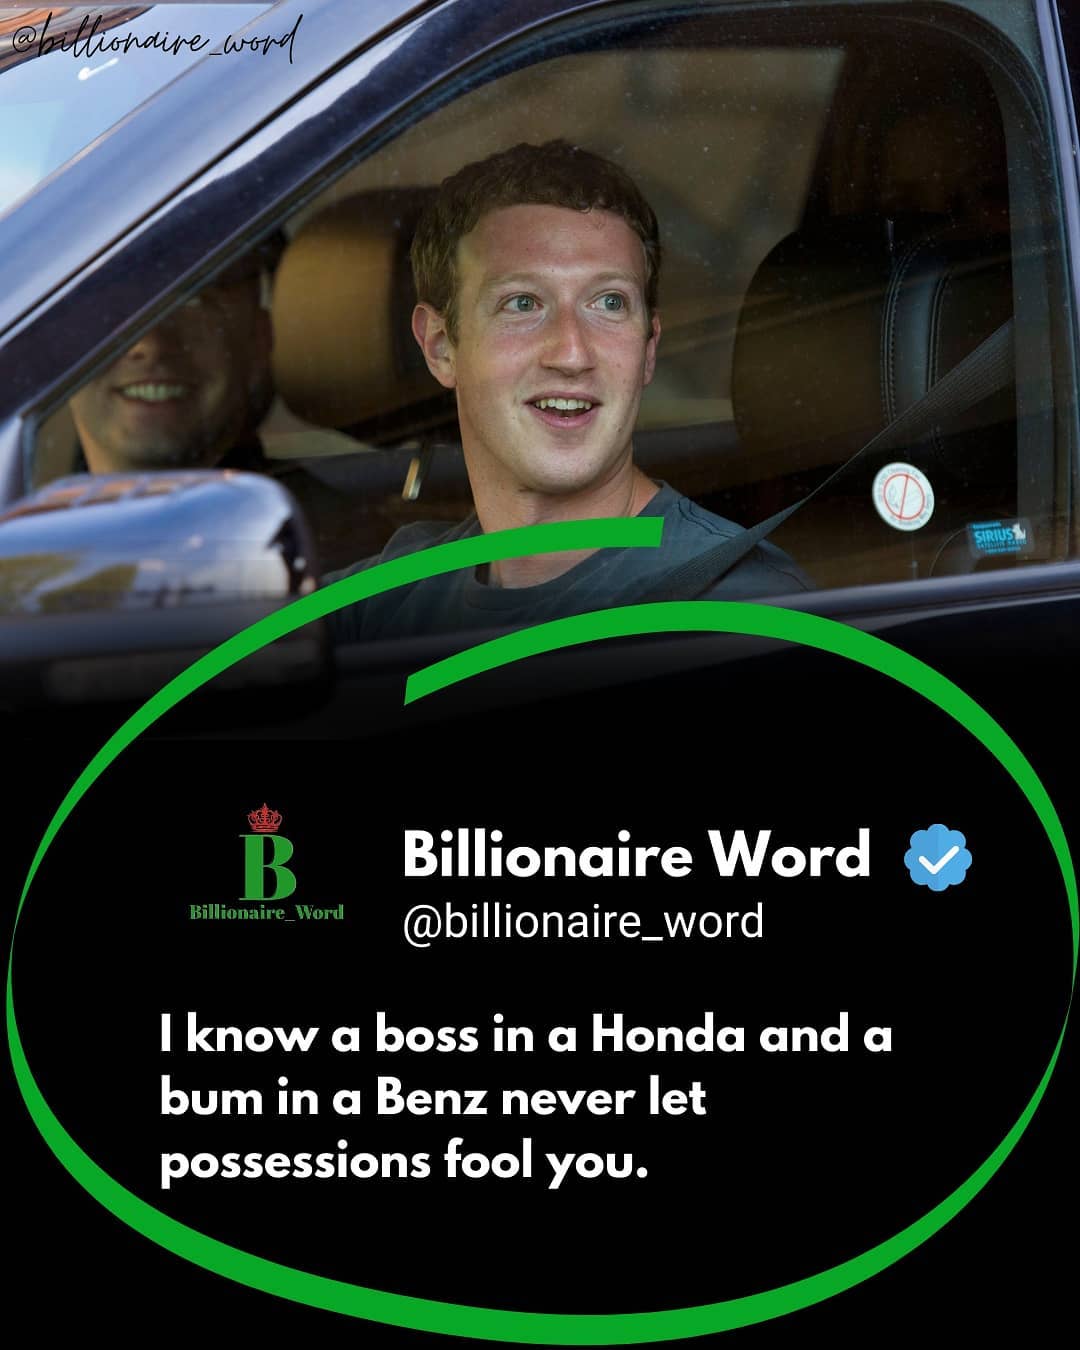 @billionaire_word
SIRIUS
B
Billionaire_Word
Billionaire Word
@billionaire_word
I know a boss in a Honda and a
bum in a Benz never let
possessions fool you.